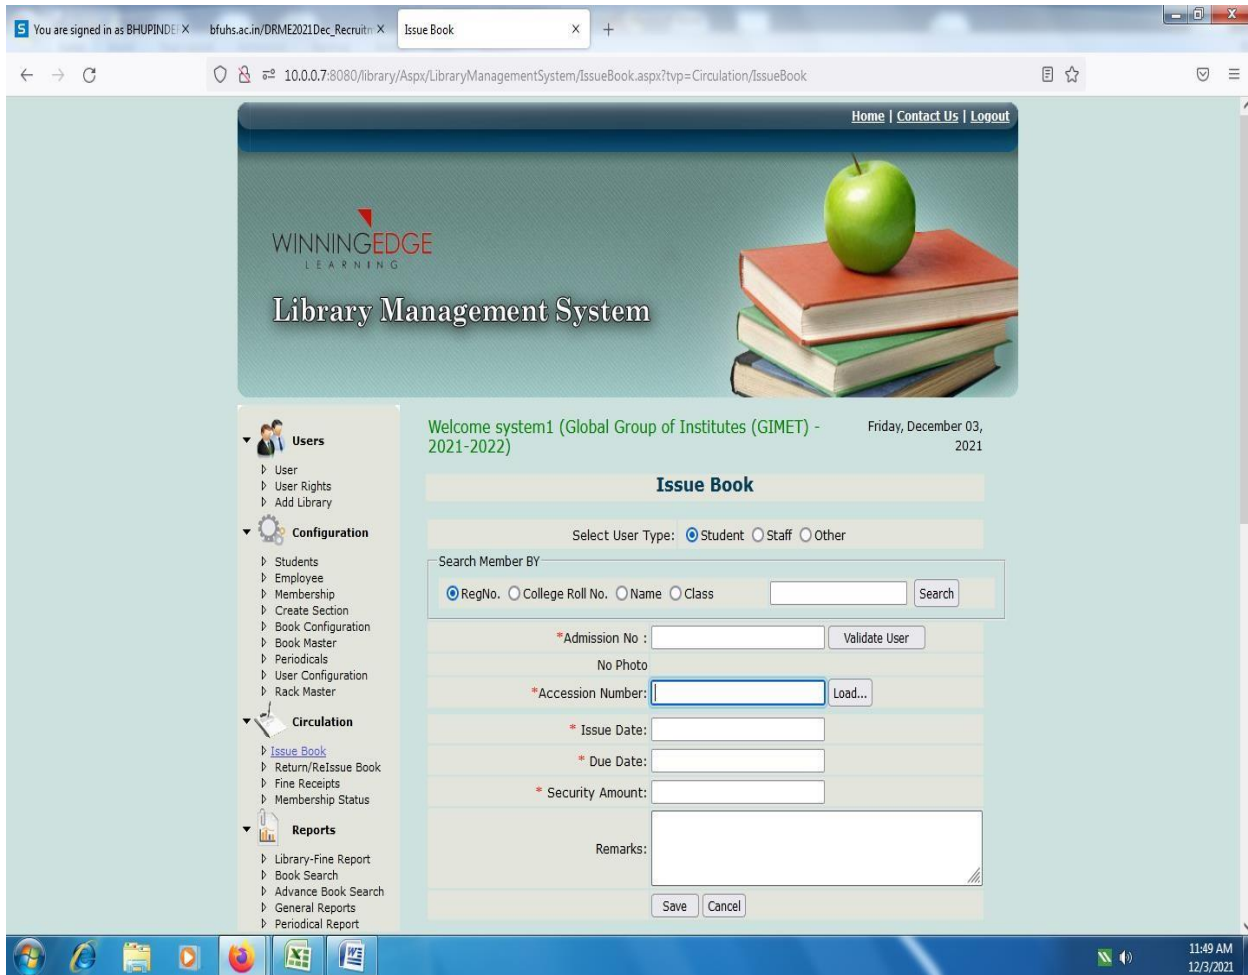 You are signed in as BHUPINDE
bfuhs.ac.in/DRME2021Dec_Recruitn
Issue Book
10.0.0.7:8080/library/Aspx/LibraryManagementSystem/IssueBook.aspx?tvp=Circulation/IssueBook
Home | Contact Us | Logout
WINNINGEDGE
LEARNING
Library Management System
Users
User
User Rights
Add Library
Configuration
Students
Employee
Membership
Create Section
Book Configuration
Book Master
Periodicals
User Configuration
Rack Master
Circulation
Issue Book
Return/ReIssue Book
Fine Receipts
Membership Status
Reports
Library-Fine Report
Book Search
Advance Book Search
General Reports
Periodical Report
Welcome system1 (Global Group of Institutes (GIMET) -
2021-2022)
Friday, December 03,
2021
Issue Book
Select User Type: Student Staff Other
Search Member BY
RegNo. College Roll No. Name Class Search
*Admission No : Validate User
No Photo
*Accession Number: Load...
* Issue Date:
* Due Date:
* Security Amount:
Remarks:
Save Cancel
11:49 AM
12/3/2021